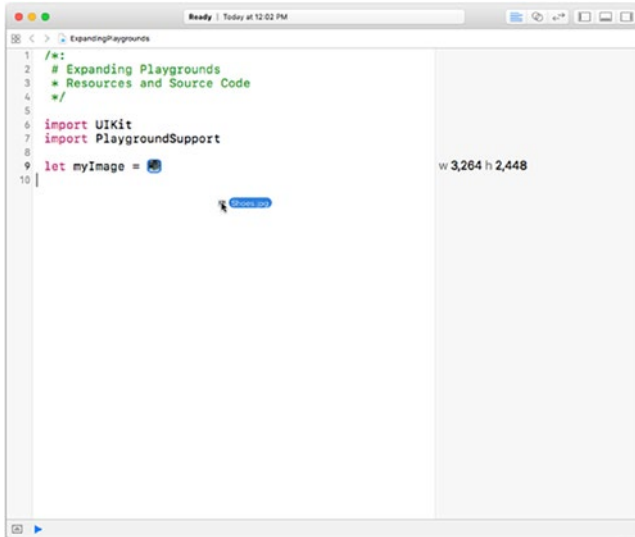 Ready | Today at 12:02 PM
ExpandingPlaygrounds
1 /*:
2 # Expanding Playgrounds
3 * Resources and Source Code
4 */
5
6 import UIKit
7 import PlaygroundSupport
8
9 let myImage =
w 3,264 h 2,448
10
Shoes.jpg